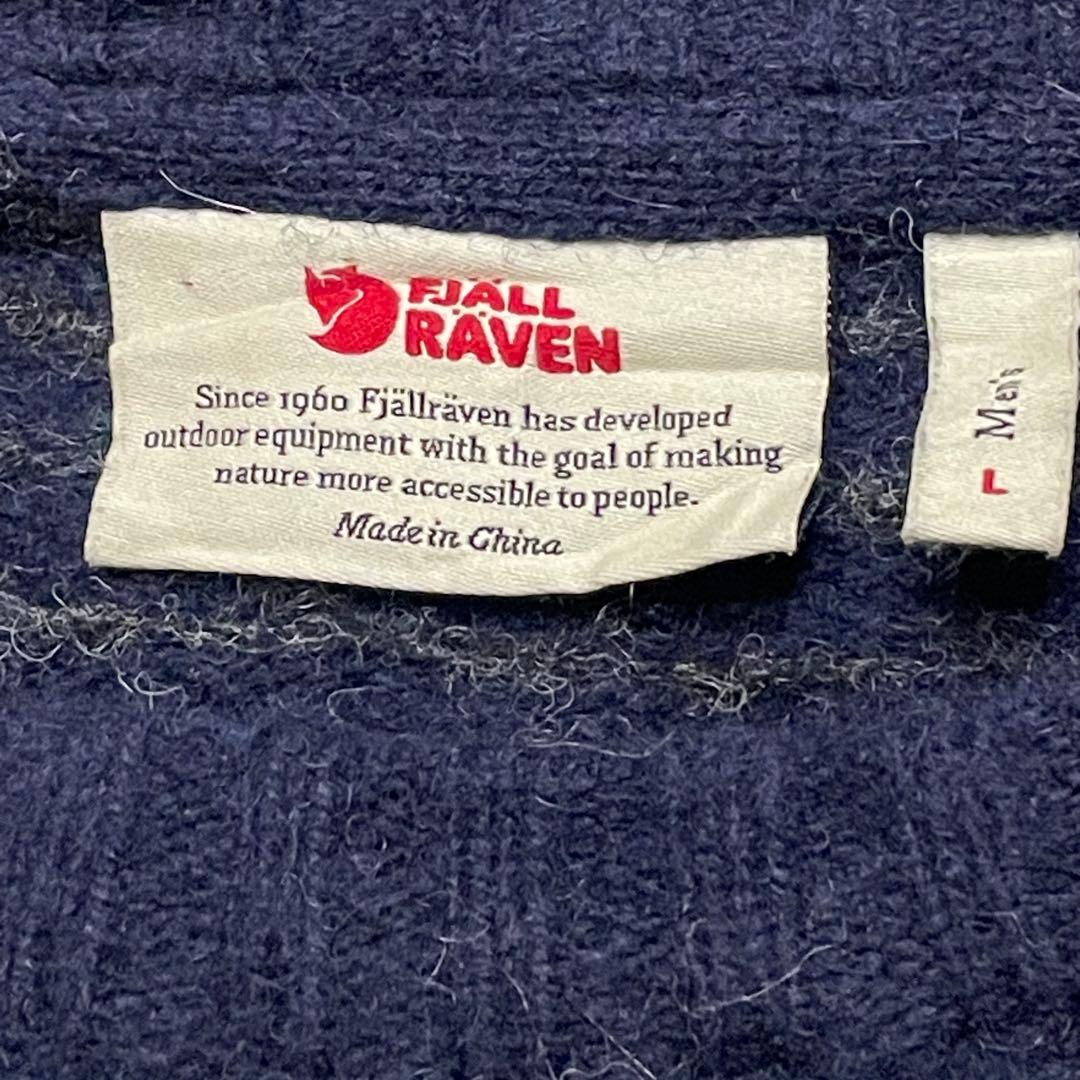 FJÄLL
RÄVEN
Since 1960 Fjällräven has developed
outdoor equipment with the goal of making
nature more accessible to people.
Made in China
L Men's